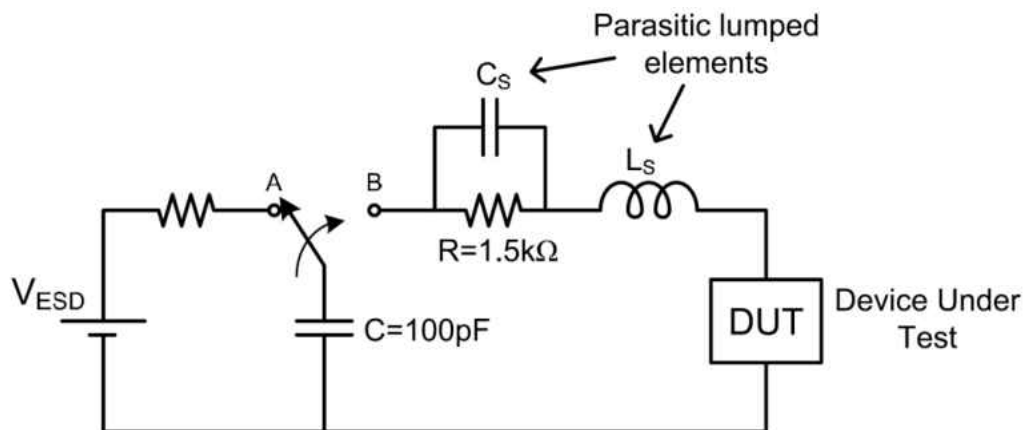 Parasitic lumped
elements
C_S
L_S
A
B
R=1.5kΩ
V_ESD
C=100pF
DUT
Device Under
Test